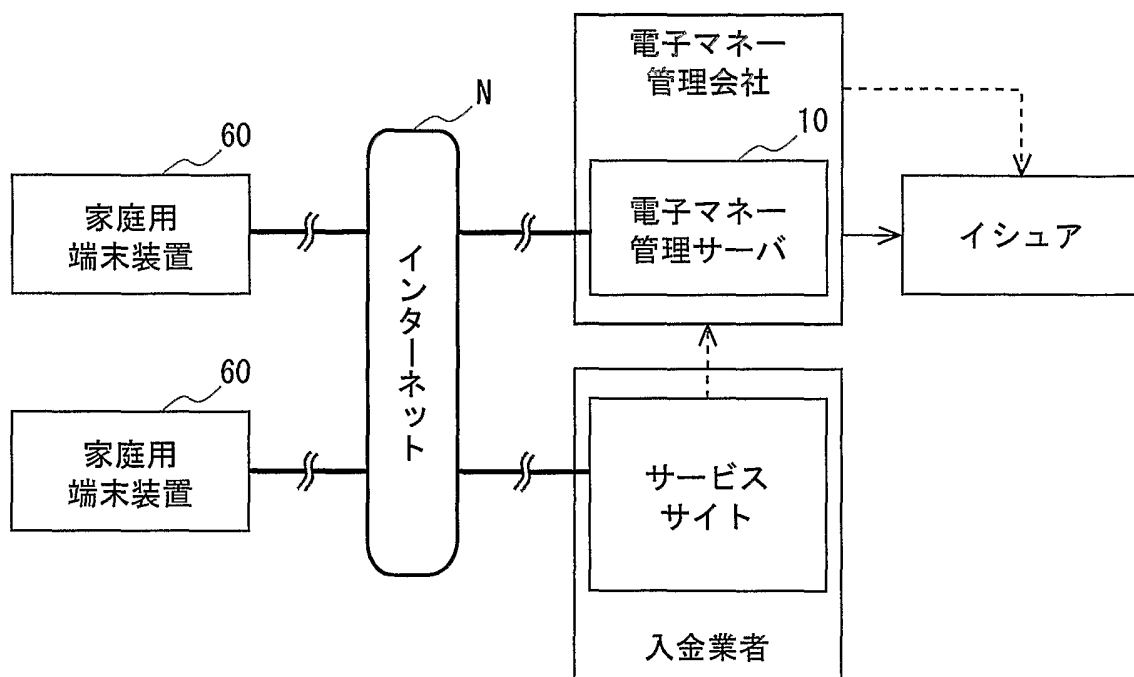 電子マネー
管理会社
N
60
10
家庭用
端末装置
電子マネー
管理サーバ
イシュア
インターネット
60
家庭用
端末装置
サービス
サイト
入金業者